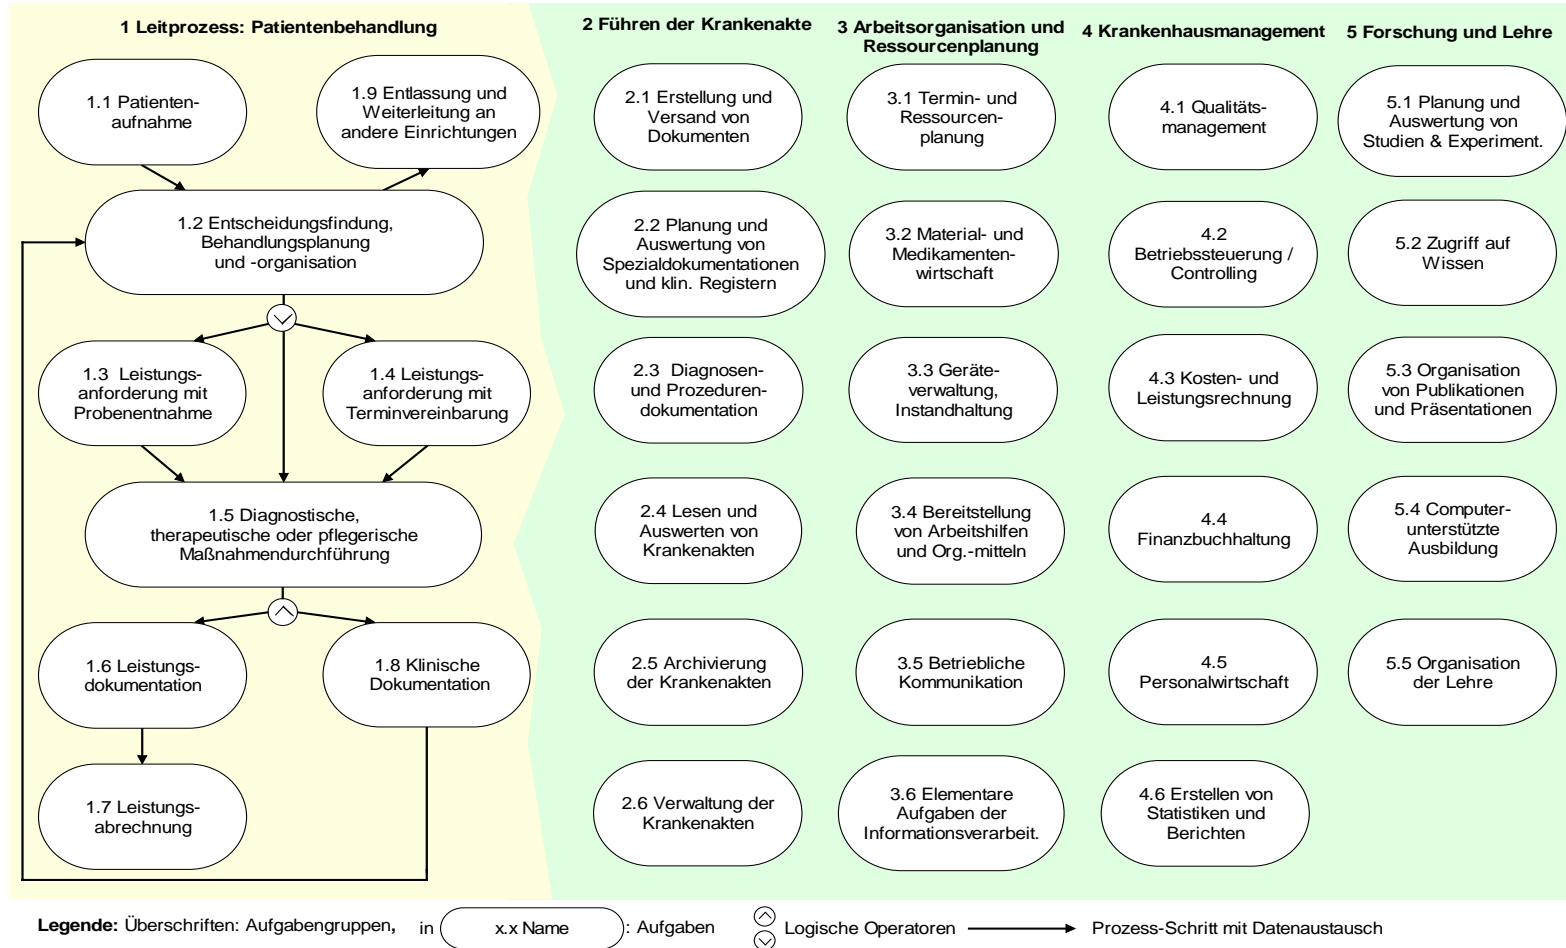 1 Leitprozess: Patientenbehandlung
1.1 Patienten-
aufnahme
1.9 Entlassung und
Weiterleitung an
andere Einrichtungen
1.2 Entscheidungsfindung,
Behandlungsplanung
und -organisation
1.3 Leistungs-
anforderung mit
Probenentnahme
1.4 Leistungs-
anforderung mit
Terminvereinbarung
1.5 Diagnostische,
therapeutische oder pflegerische
Maßnahmendurchführung
1.6 Leistungs-
dokumentation
1.8 Klinische
Dokumentation
1.7 Leistungs-
abrechnung
2 Führen der Krankenakte
2.1 Erstellung und
Versand von
Dokumenten
2.2 Planung und
Auswertung von
Spezialdokumentationen
und klin. Registern
2.3 Diagnosen-
und Prozeduren-
dokumentation
2.4 Lesen und
Auswerten von
Krankenakten
2.5 Archivierung
der Krankenakten
2.6 Verwaltung der
Krankenakten
3 Arbeitsorganisation und
Ressourcenplanung
3.1 Termin- und
Ressourcen-
planung
3.2 Material- und
Medikamenten-
wirtschaft
3.3 Geräte-
verwaltung,
Instandhaltung
3.4 Bereitstellung
von Arbeitshilfen
und Org.-mitteln
3.5 Betriebliche
Kommunikation
3.6 Elementare
Aufgaben der
Informationsverarbeit.
4 Krankenhausmanagement
4.1 Qualitäts-
management
4.2
Betriebssteuerung /
Controlling
4.3 Kosten- und
Leistungsrechnung
4.4
Finanzbuchhaltung
4.5
Personalwirtschaft
4.6 Erstellen von
Statistiken und
Berichten
5 Forschung und Lehre
5.1 Planung und
Auswertung von
Studien & Experiment.
5.2 Zugriff auf
Wissen
5.3 Organisation
von Publikationen
und Präsentationen
5.4 Computer-
unterstützte
Ausbildung
5.5 Organisation
der Lehre
Legende: Überschriften: Aufgabengruppen, in x.x Name : Aufgaben Logische Operatoren Prozess-Schritt mit Datenaustausch